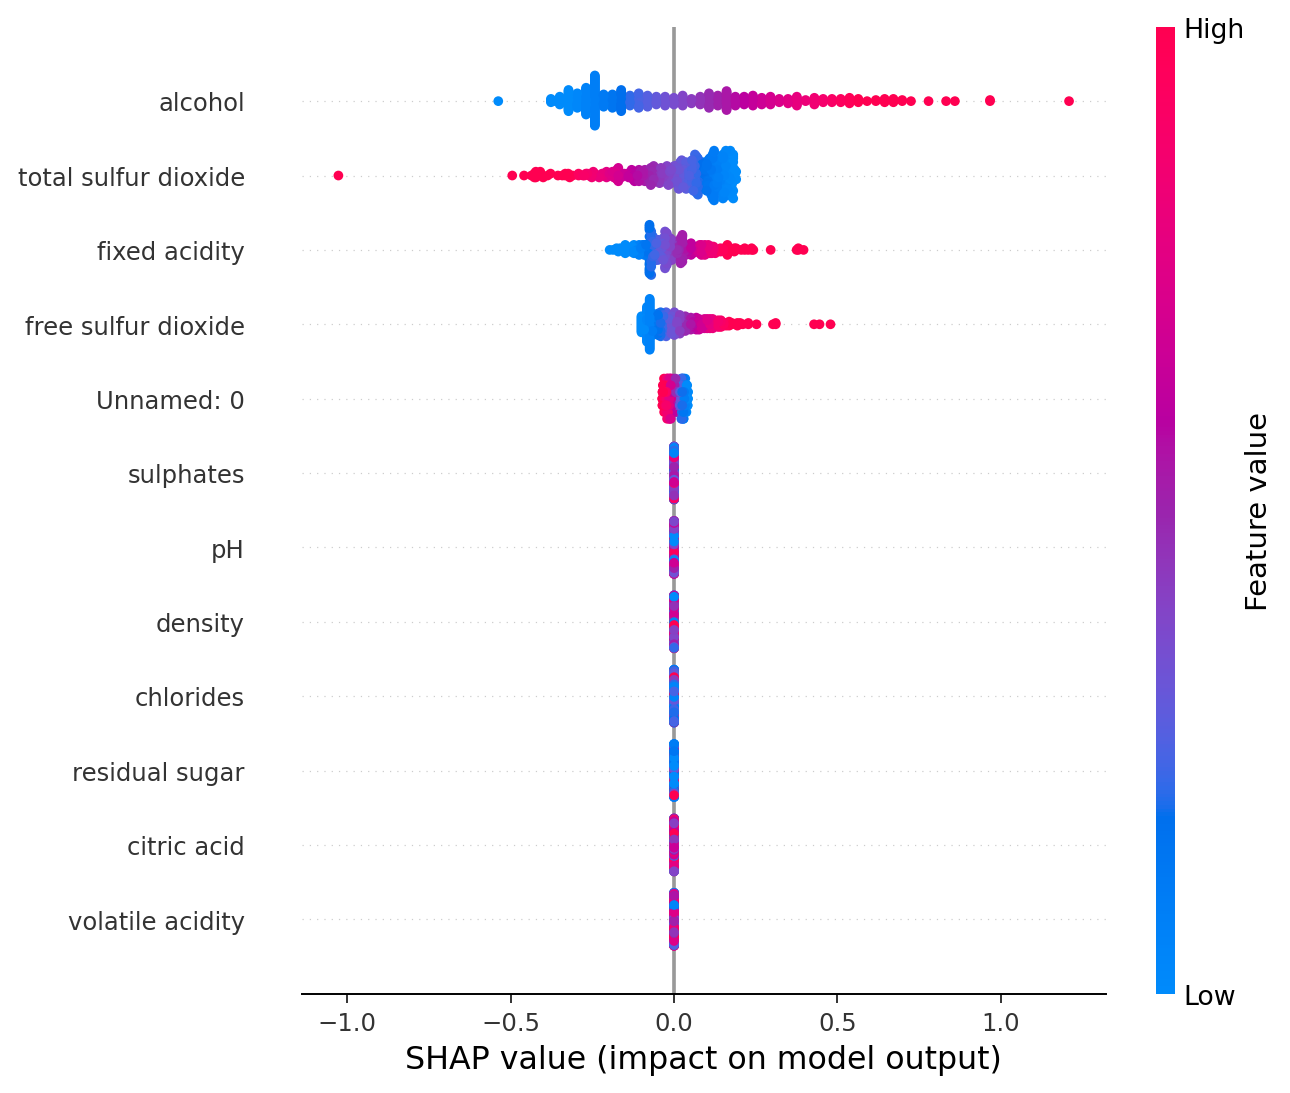 High
alcohol
total sulfur dioxide
fixed acidity
free sulfur dioxide
Unnamed: 0
sulphates
pH
density
chlorides
residual sugar
citric acid
volatile acidity
Feature value
Low
−1.0 −0.5 0.0 0.5 1.0
SHAP value (impact on model output)